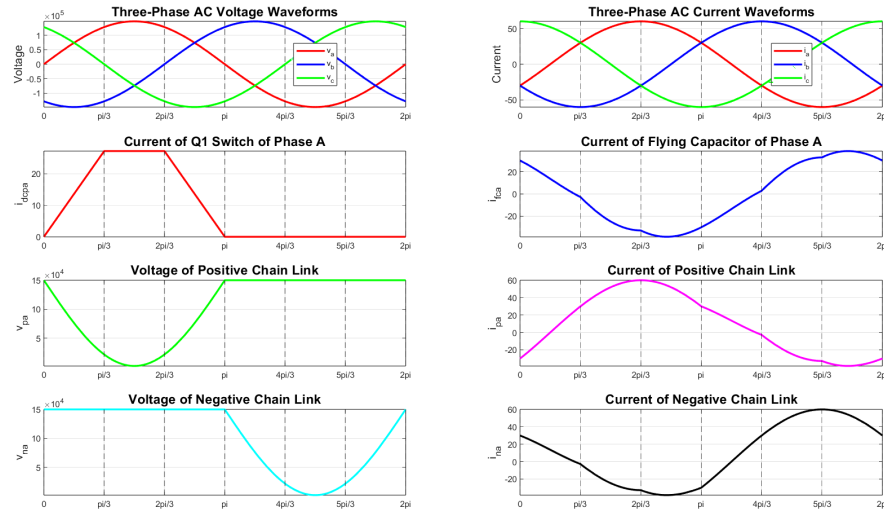 Three-Phase AC Voltage Waveforms
×10^5
Voltage
1
0.5
0
-0.5
-1
v_a
v_b
v_c
0 pi/3 2pi/3 pi 4pi/3 5pi/3 2pi
Three-Phase AC Current Waveforms
Current
50
0
-50
i_a
i_b
i_c
0 pi/3 2pi/3 pi 4pi/3 5pi/3 2p
Current of Q1 Switch of Phase A
i_dcpa
20
10
0
0 pi/3 2pi/3 pi 4pi/3 5pi/3 2pi
Current of Flying Capacitor of Phase A
i_fca
20
0
-20
0 pi/3 2pi/3 pi 4pi/3 5pi/3 2p
Voltage of Positive Chain Link
×10^4
v_pa
15
10
5
0 pi/3 2pi/3 pi 4pi/3 5pi/3 2pi
Current of Positive Chain Link
i_pa
60
40
20
0
-20
0 pi/3 2pi/3 pi 4pi/3 5pi/3 2p
Voltage of Negative Chain Link
×10^4
v_na
15
10
5
0 pi/3 2pi/3 pi 4pi/3 5pi/3 2pi
Current of Negative Chain Link
i_na
60
40
20
0
-20
0 pi/3 2pi/3 pi 4pi/3 5pi/3 2p